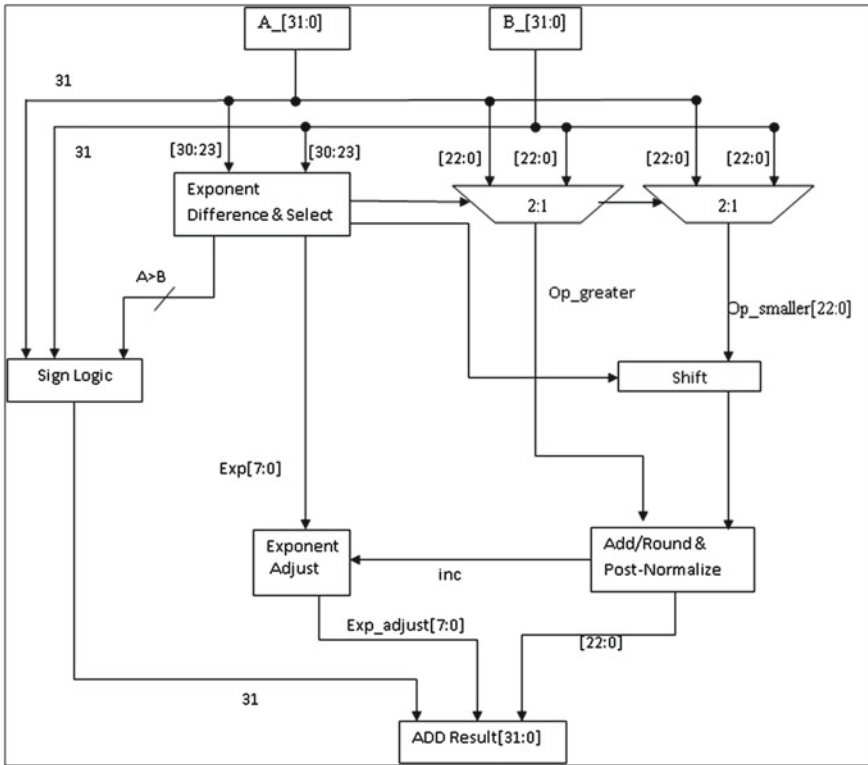 A_[31:0]
B_[31:0]
31
31
[30:23]
[30:23]
[22:0]
[22:0]
[22:0]
[22:0]
Exponent
Difference & Select
2:1
2:1
A>B
Op_greater
Op_smaller[22:0]
Sign Logic
Shift
Exp[7:0]
Exponent
Adjust
inc
Add/Round &
Post-Normalize
Exp_adjust[7:0]
[22:0]
31
ADD Result[31:0]